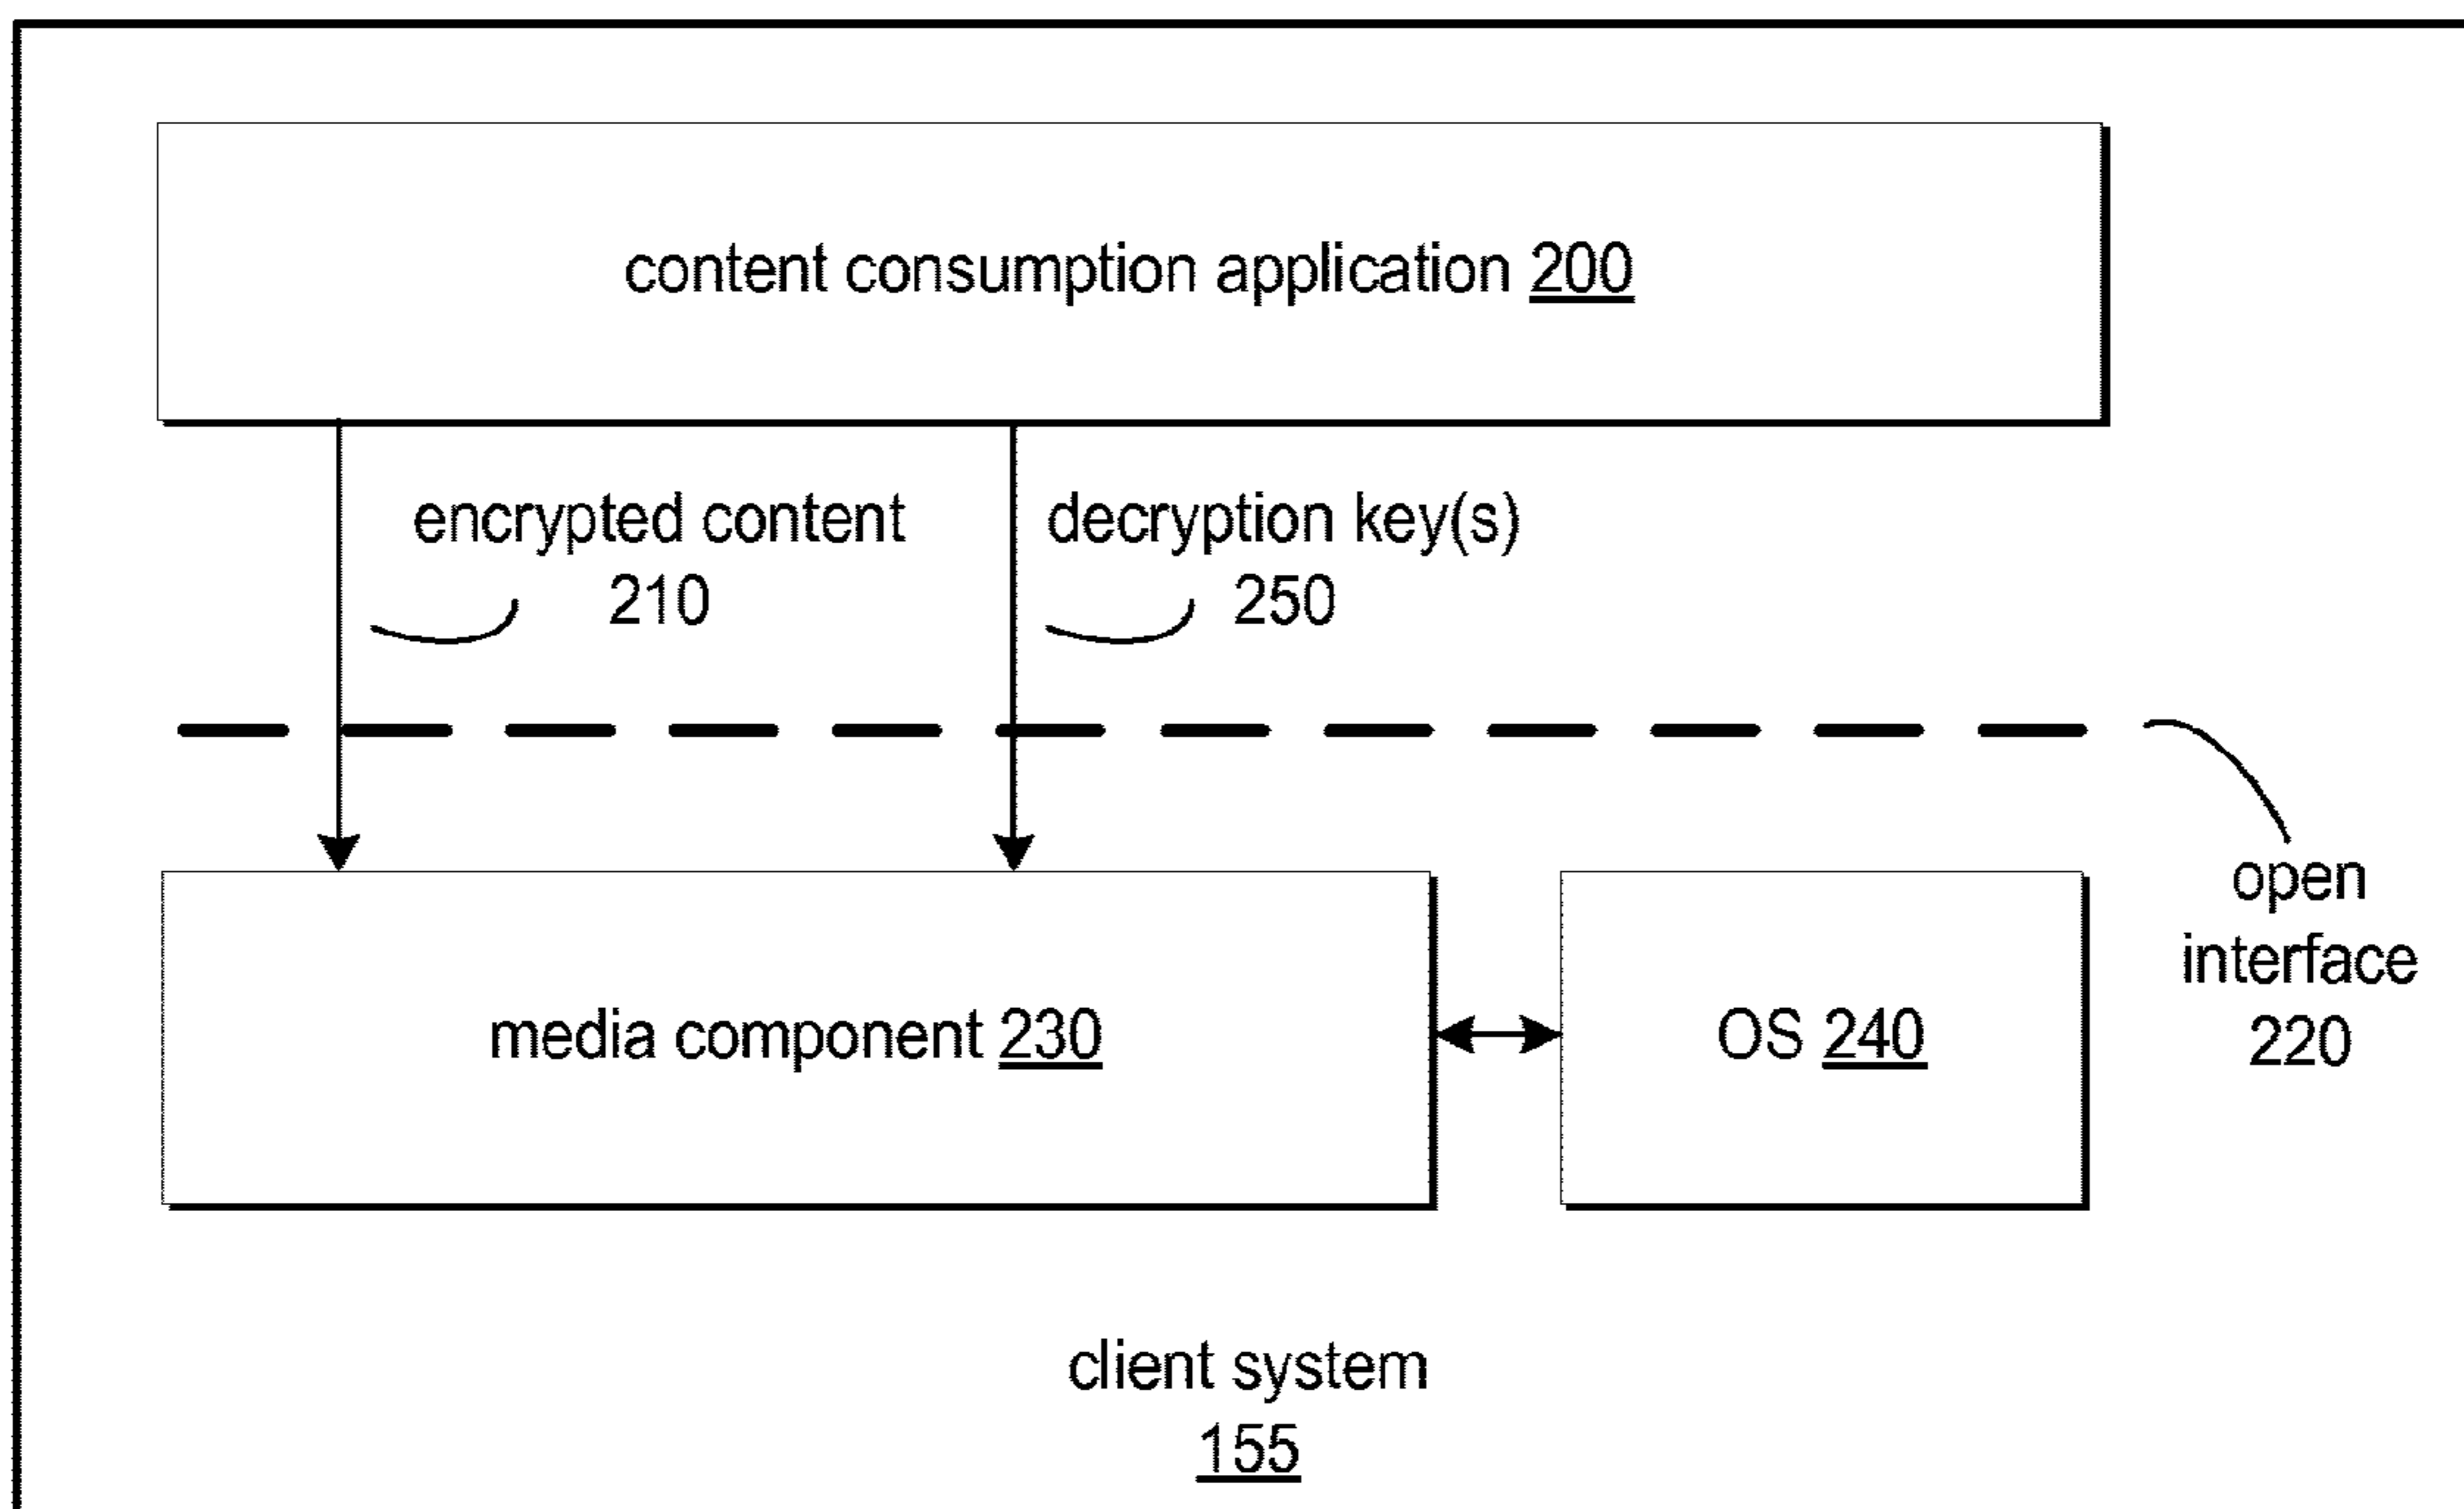 content consumption application 200
encrypted content
210
decryption key(s)
250
open
interface
220
media component 230
OS 240
client system
155